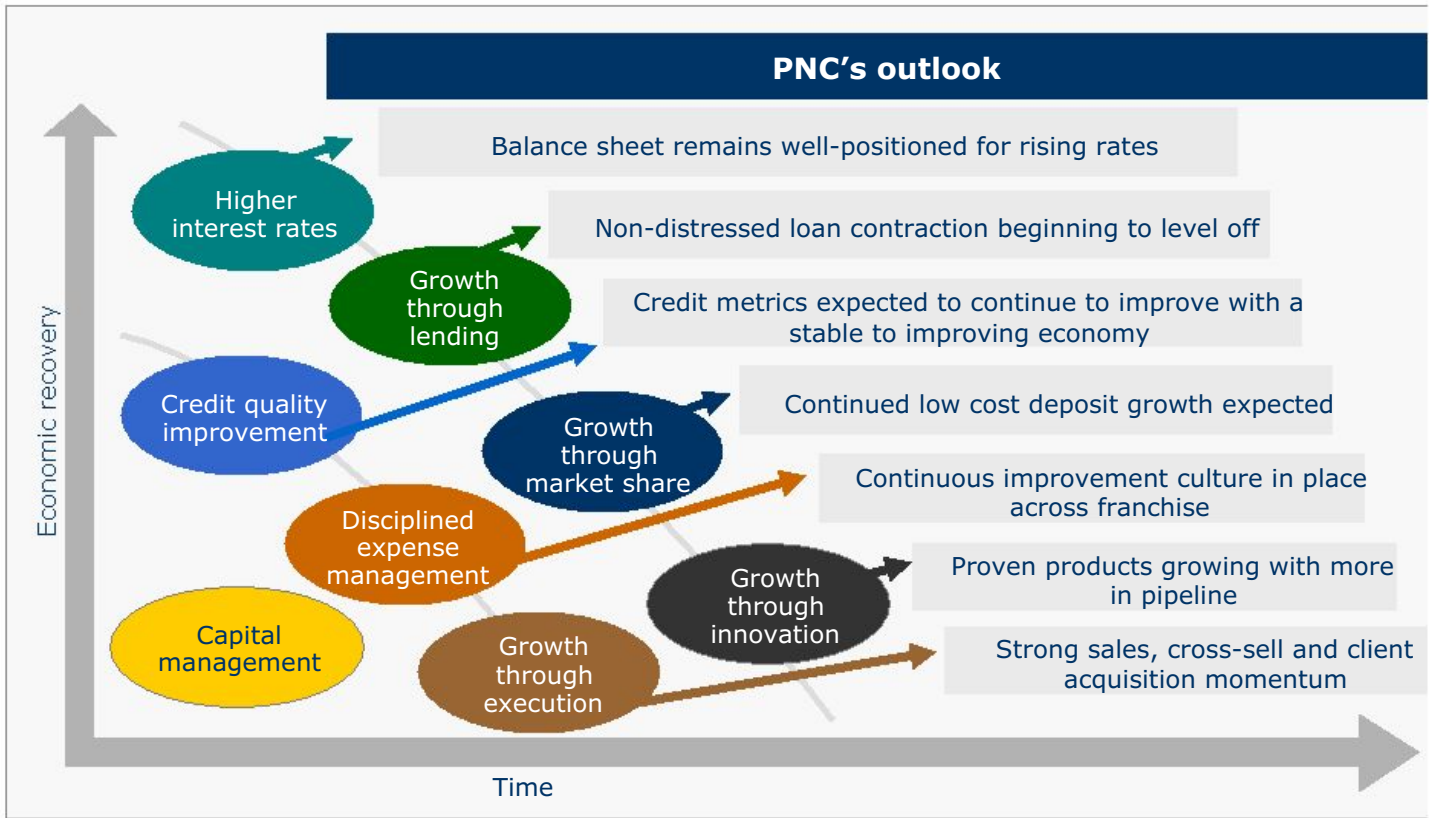 PNC’s outlook
Balance sheet remains well-positioned for rising rates
Higher
interest rates
Non-distressed loan contraction beginning to level off
Growth
through
lending
Credit metrics expected to continue to improve with a
stable to improving economy
Credit quality
improvement
Continued low cost deposit growth expected
Growth
through
market share
Continuous improvement culture in place
across franchise
Disciplined
expense
management
Proven products growing with more
in pipeline
Growth
through
innovation
Capital
management
Growth
through
execution
Strong sales, cross-sell and client
acquisition momentum
Economic recovery
Time